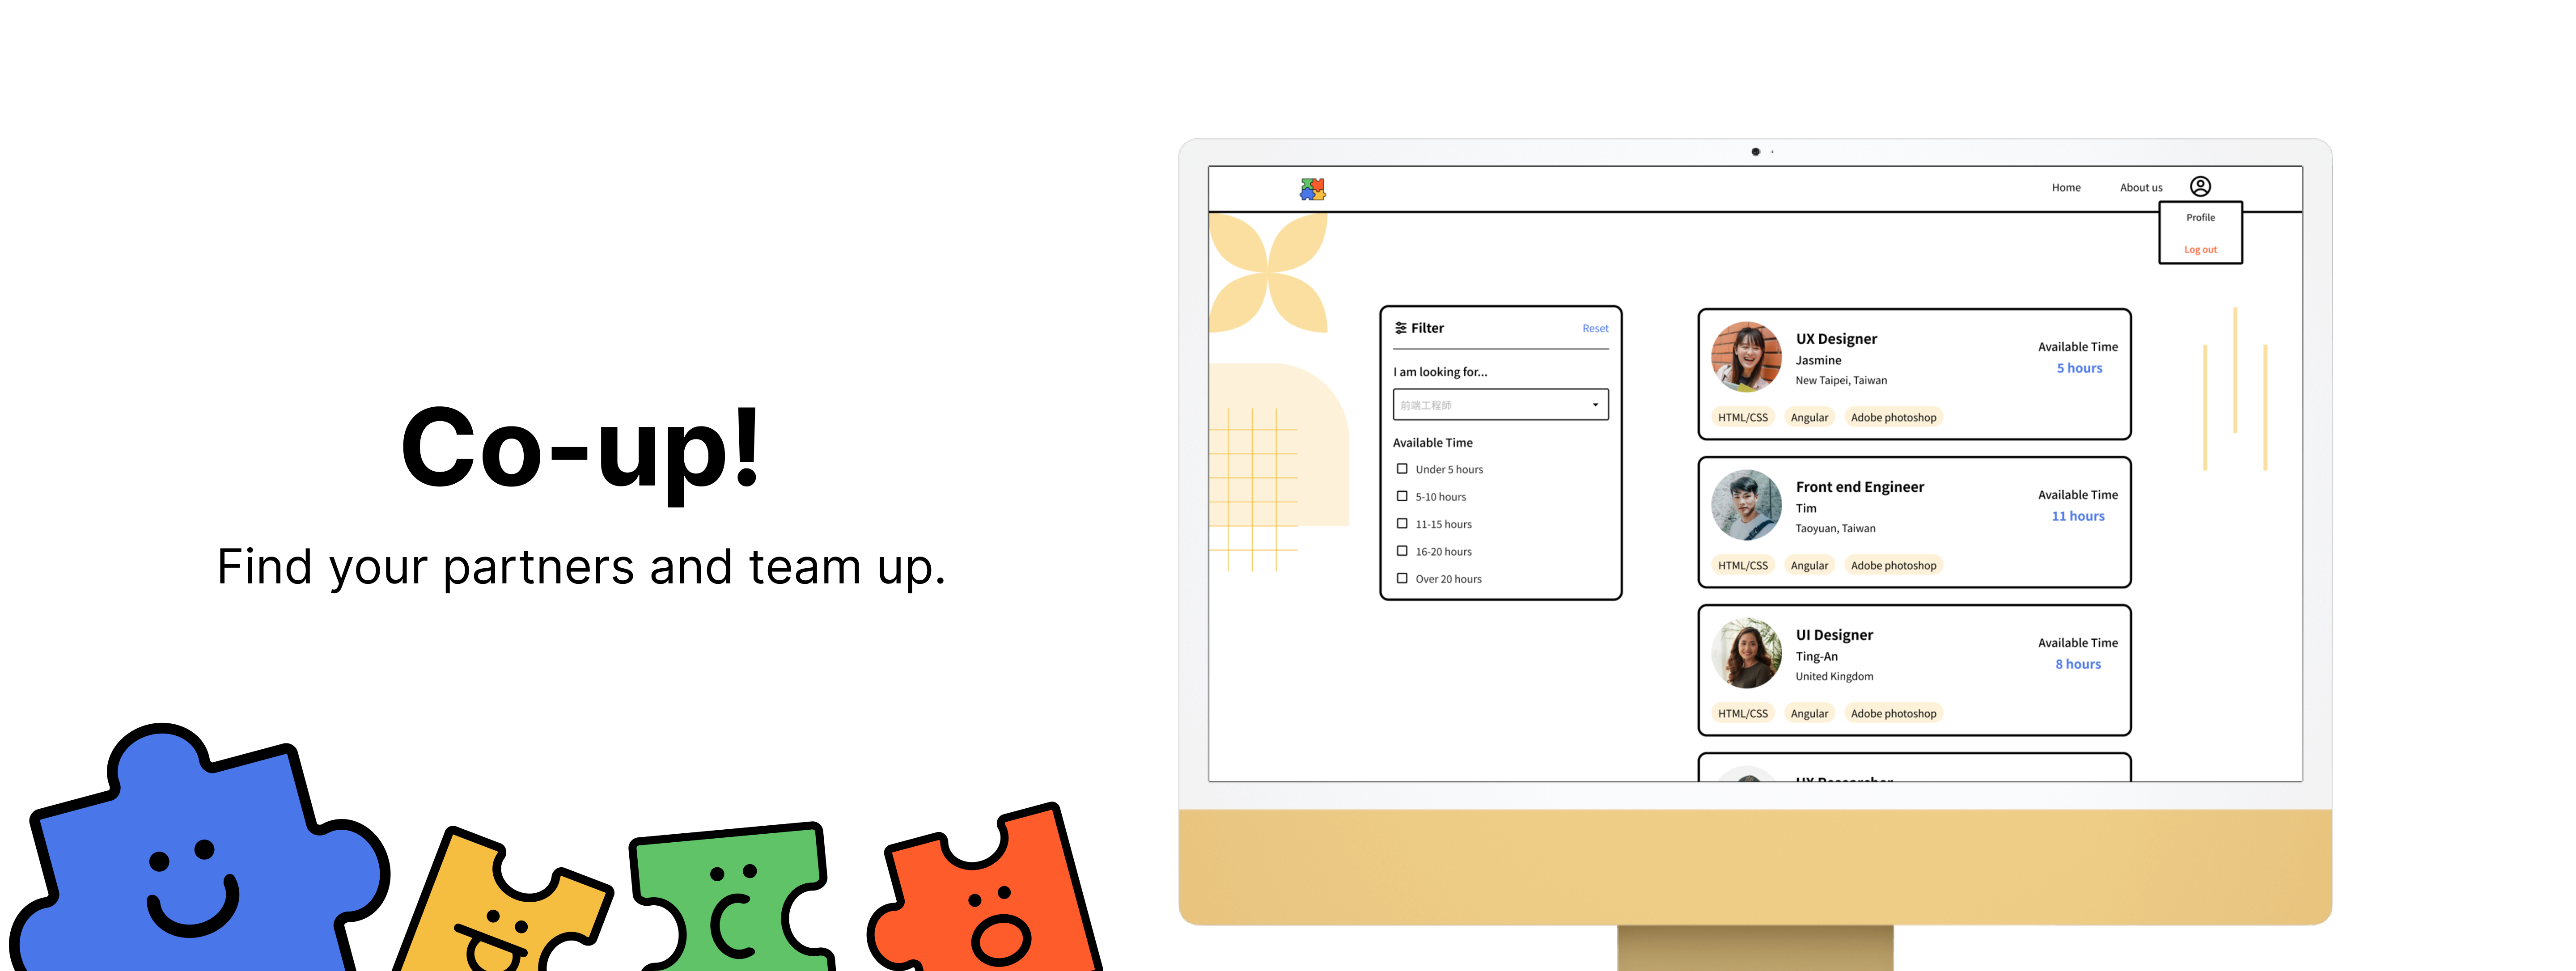 Co-up!
Find your partners and team up.
Home
About us
Profile
Log out
Filter
Reset
I am looking for...
前端工程師
Available Time
Under 5 hours
5-10 hours
11-15 hours
16-20 hours
Over 20 hours
UX Designer
Jasmine
New Taipei, Taiwan
Available Time
5 hours
HTML/CSS
Angular
Adobe photoshop
Front end Engineer
Tim
Taoyuan, Taiwan
Available Time
11 hours
HTML/CSS
Angular
Adobe photoshop
UI Designer
Ting-An
United Kingdom
Available Time
8 hours
HTML/CSS
Angular
Adobe photoshop
UX Researcher